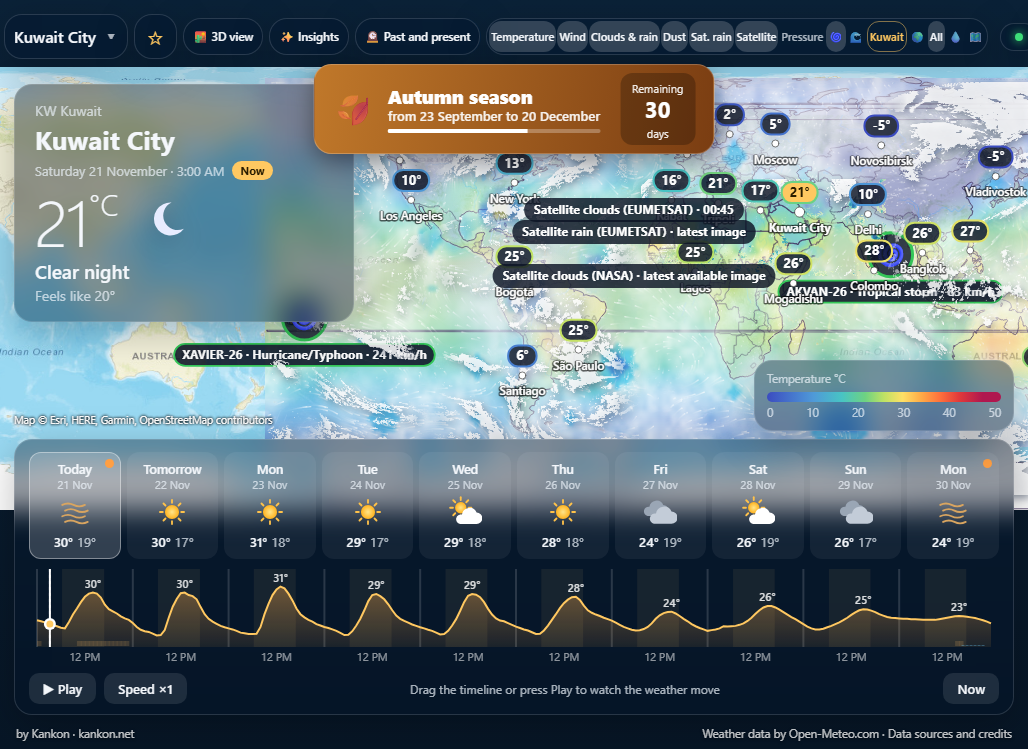 Kuwait City ▼
☆
3D view
Insights
Past and present
Temperature
Wind
Clouds & rain
Dust
Sat. rain
Satellite
Pressure
Kuwait
All
Autumn season
from 23 September to 20 December
Remaining
30
days
KW Kuwait
Kuwait City
Saturday 21 November · 3:00 AM
Now
21°C
Clear night
Feels like 20°
2°
5°
Moscow
-5°
Novosibirsk
-5°
Vladivostok
10°
Los Angeles
13°
New York
16°
21°
17°
21°
Kuwait City
10°
Delhi
26°
Bangkok
27°
28°
Colombo
Satellite clouds (EUMETSAT) · 00:45
Satellite rain (EUMETSAT) · latest image
Satellite clouds (NASA) · latest available image
25°
Bogotá
25°
Lagos
26°
Mogadishu
AKVAN-26 · Tropical storm
XAVIER-26 · Hurricane/Typhoon · 241 km/h
25°
São Paulo
6°
Santiago
Indian Ocean
AUSTRA
Indian Ocean
AUSTRAL
Temperature °C
0 10 20 30 40 50
Map © Esri, HERE, Garmin, OpenStreetMap contributors
Today
21 Nov
30° 19°
Tomorrow
22 Nov
30° 17°
Mon
23 Nov
31° 18°
Tue
24 Nov
29° 17°
Wed
25 Nov
29° 18°
Thu
26 Nov
28° 18°
Fri
27 Nov
24° 19°
Sat
28 Nov
26° 19°
Sun
29 Nov
26° 17°
Mon
30 Nov
24° 19°
30° 30° 31° 29° 29° 28° 24° 26° 25° 23°
12 PM 12 PM 12 PM 12 PM 12 PM 12 PM 12 PM 12 PM 12 PM 12 PM
▶ Play
Speed ×1
Drag the timeline or press Play to watch the weather move
Now
by Kankon · kankon.net
Weather data by Open-Meteo.com · Data sources and credits